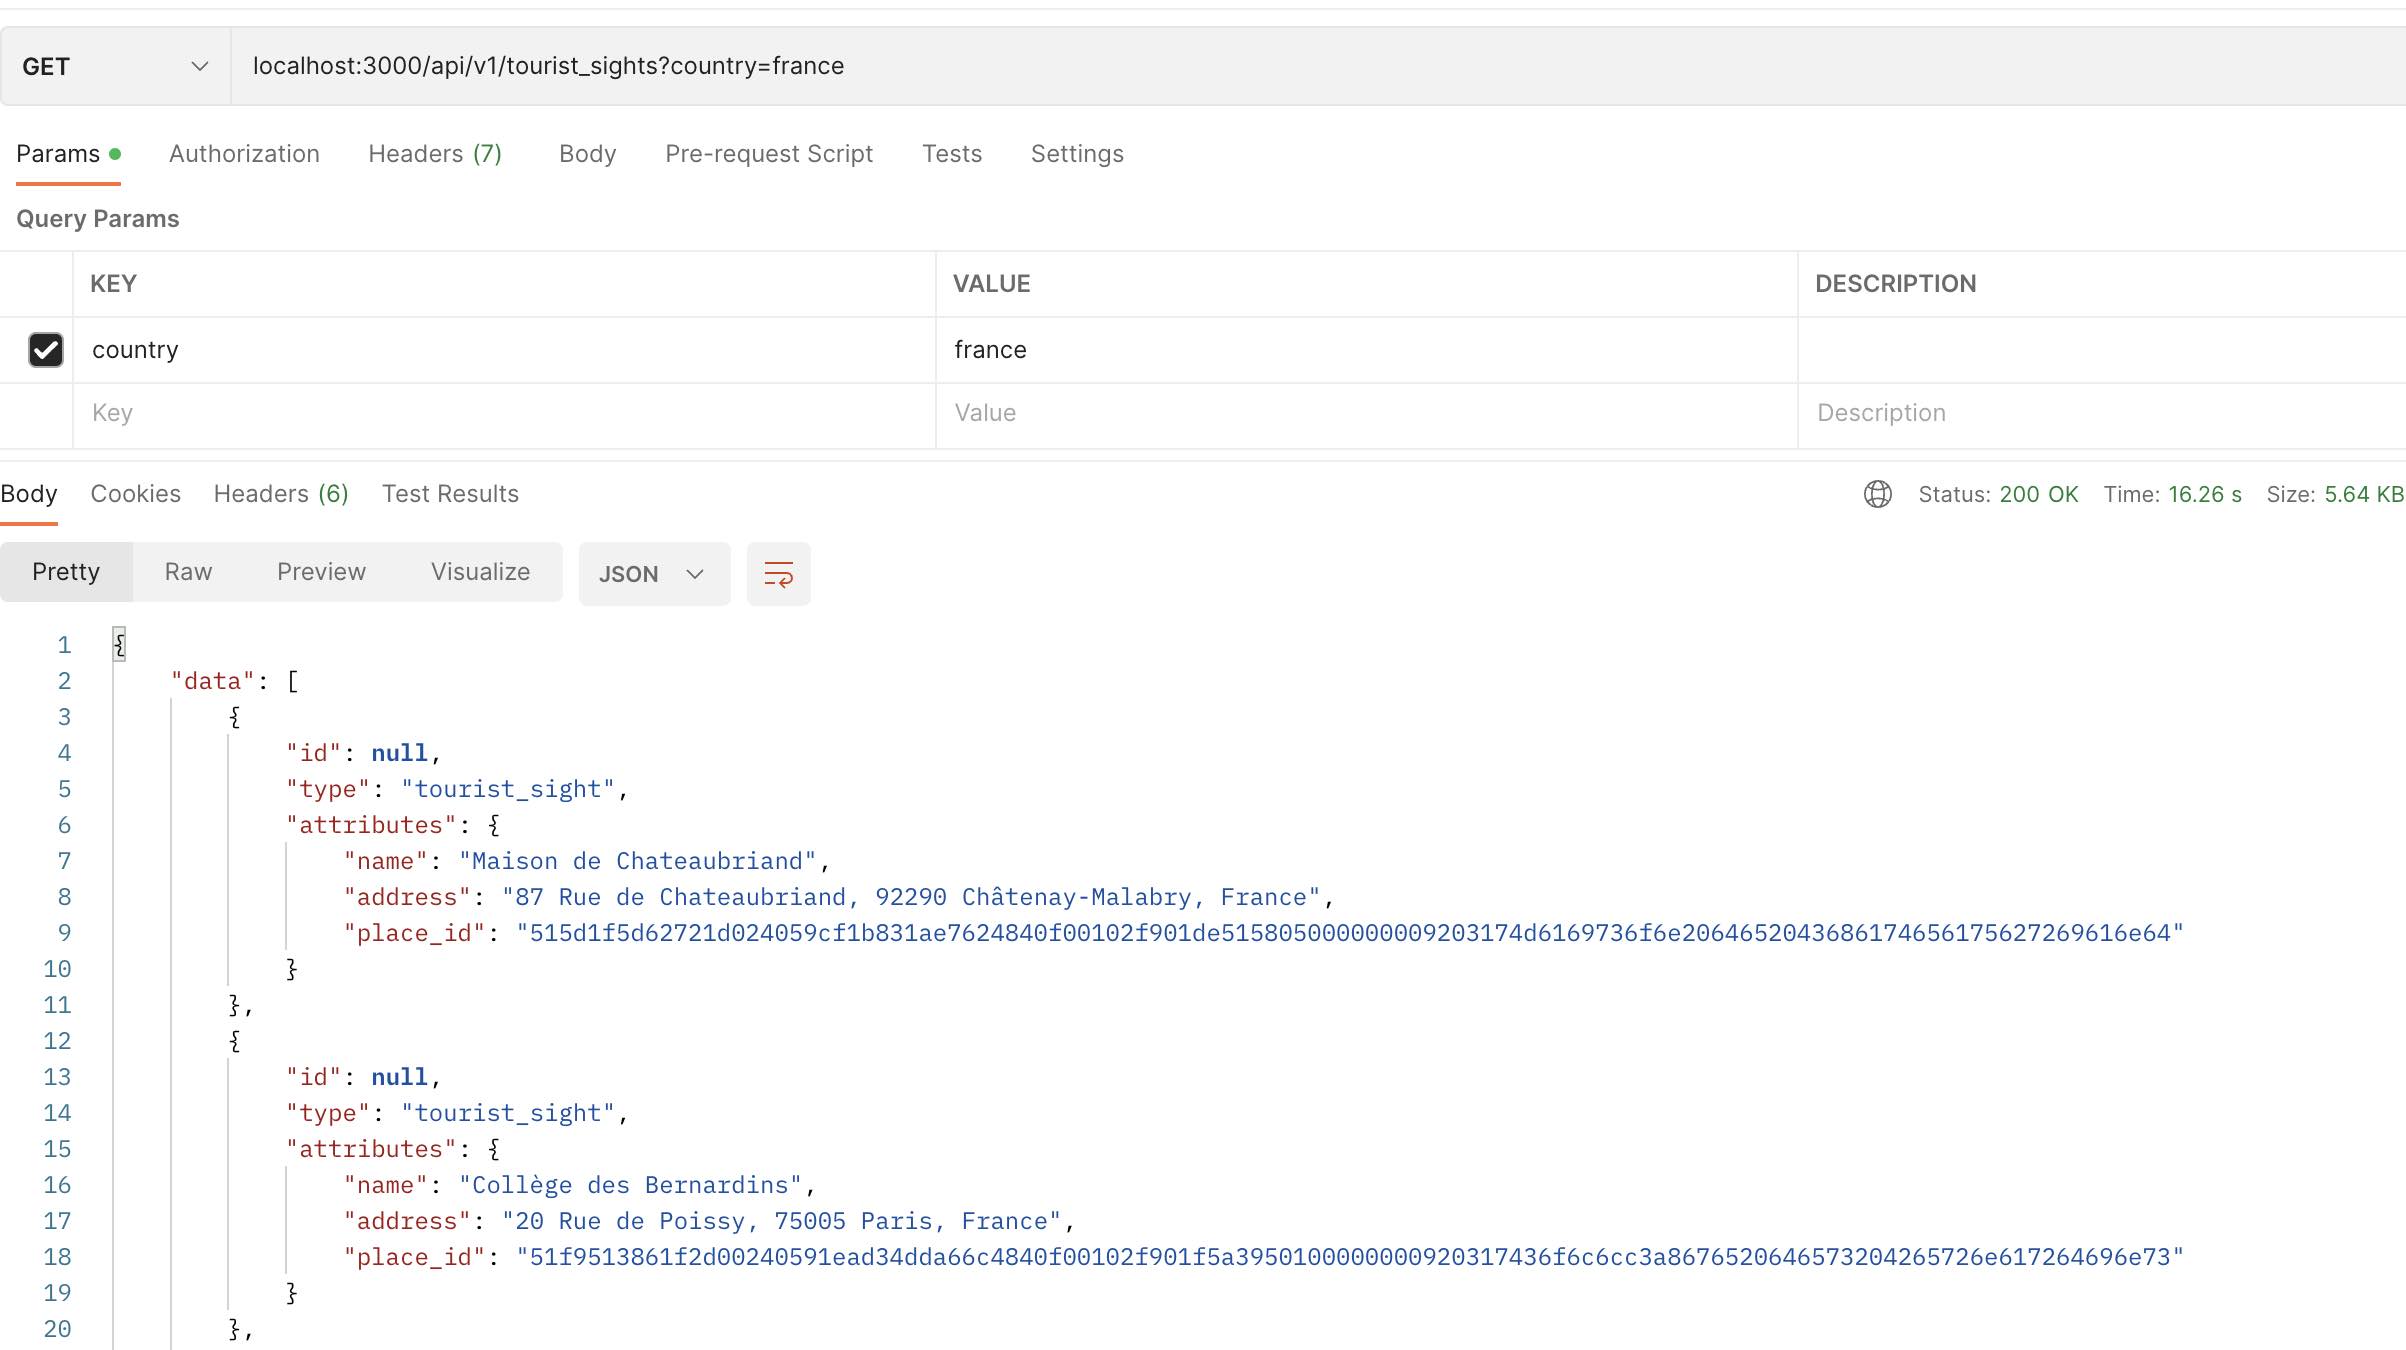 GET localhost:3000/api/v1/tourist_sights?country=france
Params Authorization Headers (7) Body Pre-request Script Tests Settings
Query Params
KEY VALUE DESCRIPTION
country france
Key Value Description
Body Cookies Headers (6) Test Results Status: 200 OK Time: 16.26 s Size: 5.64 KB
Pretty Raw Preview Visualize JSON
1 {
2 "data": [
3 {
4 "id": null,
5 "type": "tourist_sight",
6 "attributes": {
7 "name": "Maison de Chateaubriand",
8 "address": "87 Rue de Chateaubriand, 92290 Châtenay-Malabry, France",
9 "place_id": "515d1f5d62721d024059cf1b831ae7624840f00102f901de515805000000009203174d6169736f6e2064652043686174656175627269616e64"
10 }
11 },
12 {
13 "id": null,
14 "type": "tourist_sight",
15 "attributes": {
16 "name": "Collège des Bernardins",
17 "address": "20 Rue de Poissy, 75005 Paris, France",
18 "place_id": "51f9513861f2d00240591ead34dda66c4840f00102f901f5a3950100000000920317436f6c6cc3a8676520646573204265726e617264696e73"
19 }
20 },